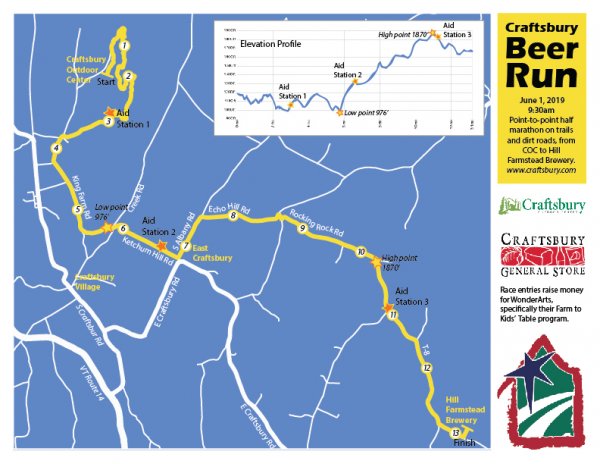 Craftsbury
Beer
Run
June 1, 2019
9:30am
Point-to-point half
marathon on trails
and dirt roads, from
COC to Hill
Farmstead Brewery.
www.craftsbury.com
Craftsbury
CRAFTSBURY
GENERAL STORE
Race entries raise money
for WonderArts,
specifically their Farm to
Kids' Table program.
Elevation Profile
High point 1870'
Aid
Station 3
Aid
Station 2
Aid
Station 1
Low point 976'
Craftsbury
Outdoor
Center
Start
1
2
3
Aid
Station 1
4
King Farm Rd
5
Low point
976'
Creek Rd
6
Aid
Station 2
Ketchum Hill Rd
7
S Albany Rd
East
Craftsbury
Echo Hill Rd
8
9
Rocking Rock Rd
10
High point
1870'
Aid
Station 3
11
T-8
12
Hill
Farmstead
Brewery
13
Finish
Craftsbury
Village
S Craftsbur Rd
E Craftsbury Rd
VT Route 14
E Craftsbury Rd